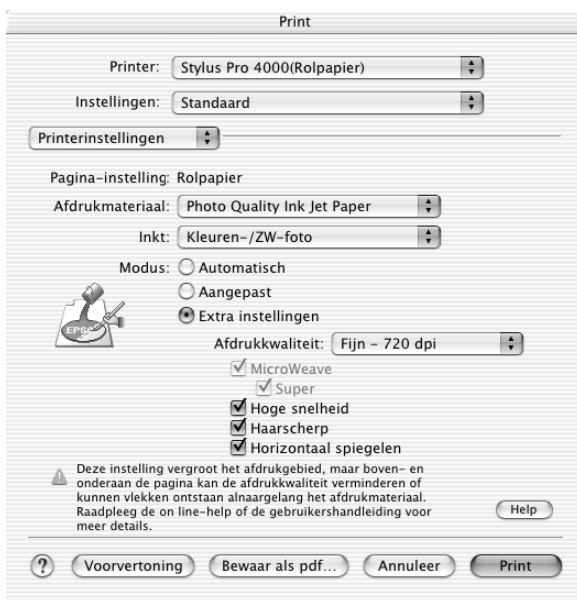 Print
Printer: Stylus Pro 4000(Rolpapier)
Instellingen: Standaard
Printerinstellingen
Pagina-instelling: Rolpapier
Afdrukmateriaal: Photo Quality Ink Jet Paper
Inkt: Kleuren-/ZW-foto
Modus: Automatisch
Aangepast
Extra instellingen
EPSON
Afdrukkwaliteit: Fijn - 720 dpi
MicroWeave
Super
Hoge snelheid
Haarscherp
Horizontaal spiegelen
Deze instelling vergroot het afdrukgebied, maar boven- en
onderaan de pagina kan de afdrukkwaliteit verminderen of
kunnen vlekken ontstaan alnaargelang het afdrukmateriaal.
Raadpleeg de on line-help of de gebruikershandleiding voor
meer details.
Help
? Voorvertoning Bewaar als pdf... Annuleer Print